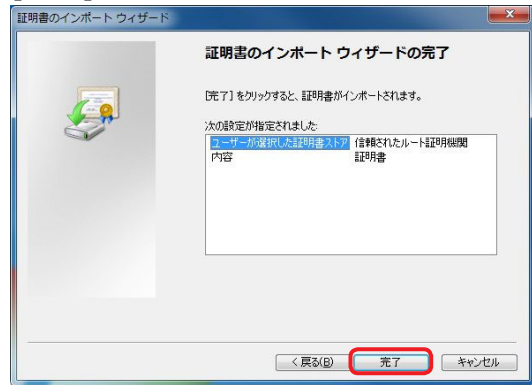 証明書のインポート ウィザード
証明書のインポート ウィザードの完了
[完了] をクリックすると、証明書がインポートされます。
次の設定が指定されました:
ユーザーが選択した証明書ストア 信頼されたルート証明機関
内容 証明書
< 戻る(B) 完了 キャンセル